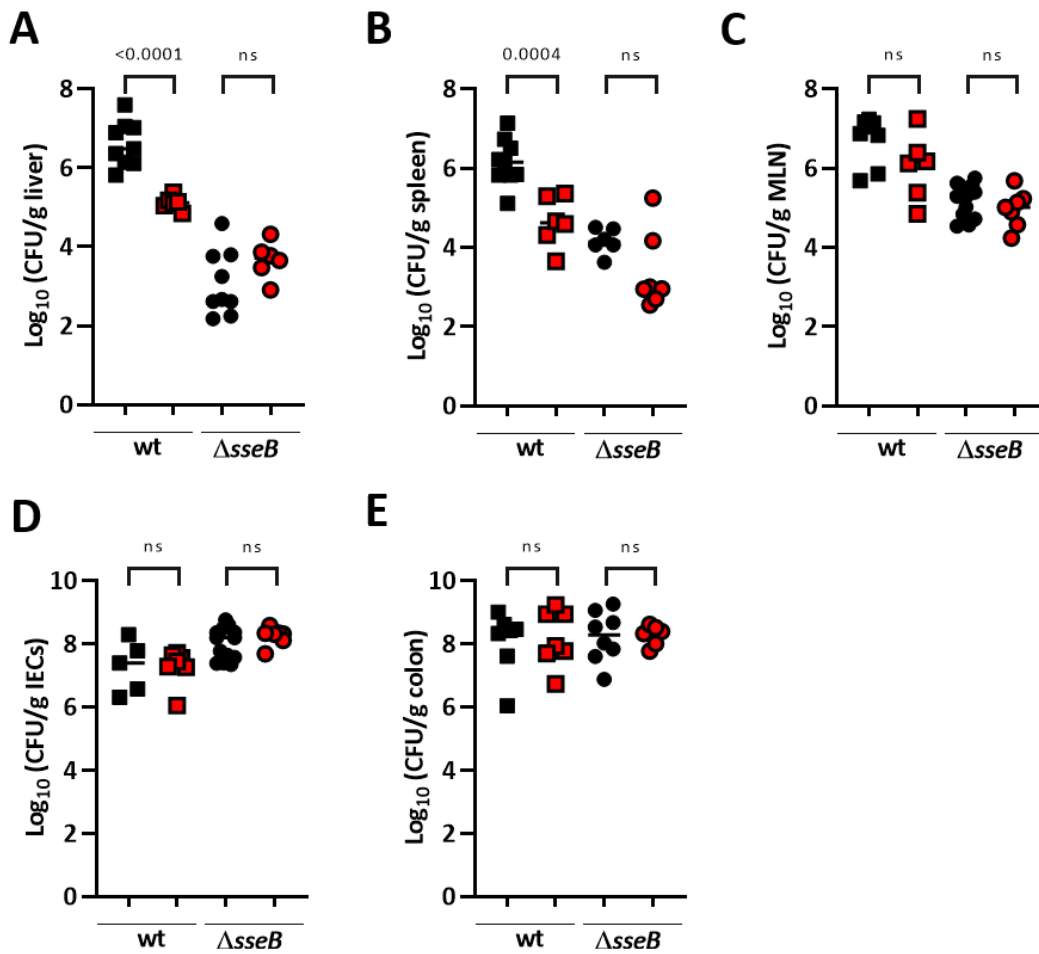 A
B
C
<0.0001
ns
0.0004
ns
ns
ns
Log10 (CFU/g liver)
8
6
4
2
0
wt
ΔsseB
Log10 (CFU/g spleen)
8
6
4
2
0
wt
ΔsseB
Log10 (CFU/g MLN)
8
6
4
2
0
wt
ΔsseB
D
E
ns
ns
ns
ns
Log10 (CFU/g IECs)
10
8
6
4
2
0
wt
ΔsseB
Log10 (CFU/g colon)
10
8
6
4
2
0
wt
ΔsseB